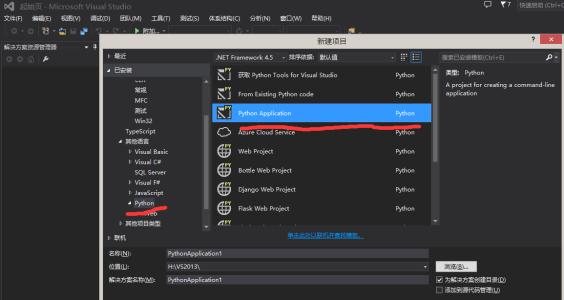 起始页 - Microsoft Visual Studio
7
快速启动 (Ctrl+Q)
文件(F) 编辑(E) 视图(V) 调试(D) 团队(M) 工具(T) 测试(S) 体系结构(C) 分析(N) 窗口(W) 帮助(H)
附加...
解决方案资源管理器
新建项目
最近
.NET Framework 4.5 排序依据: 默认值
搜索已安装模板(Ctrl+E)
已安装
常规
MFC
测试
Win32
TypeScript
其他语言
Visual Basic
Visual C#
SQL Server
Visual F#
JavaScript
Python
其他项目类型
联机
获取 Python Tools for Visual Studio Python
From Existing Python code Python
Python Application Python
Azure Cloud Service Python
Web Project Python
Bottle Web Project Python
Django Web Project Python
Flask Web Project Python
单击此处以联机并查找模板。
类型: Python
A project for creating a command-line
application
名称(N): PythonApplication1
位置(L): H:\VS2013\
浏览(B)...
解决方案名称(M): PythonApplication1
为解决方案创建目录(D)
添加到源代码管理(U)